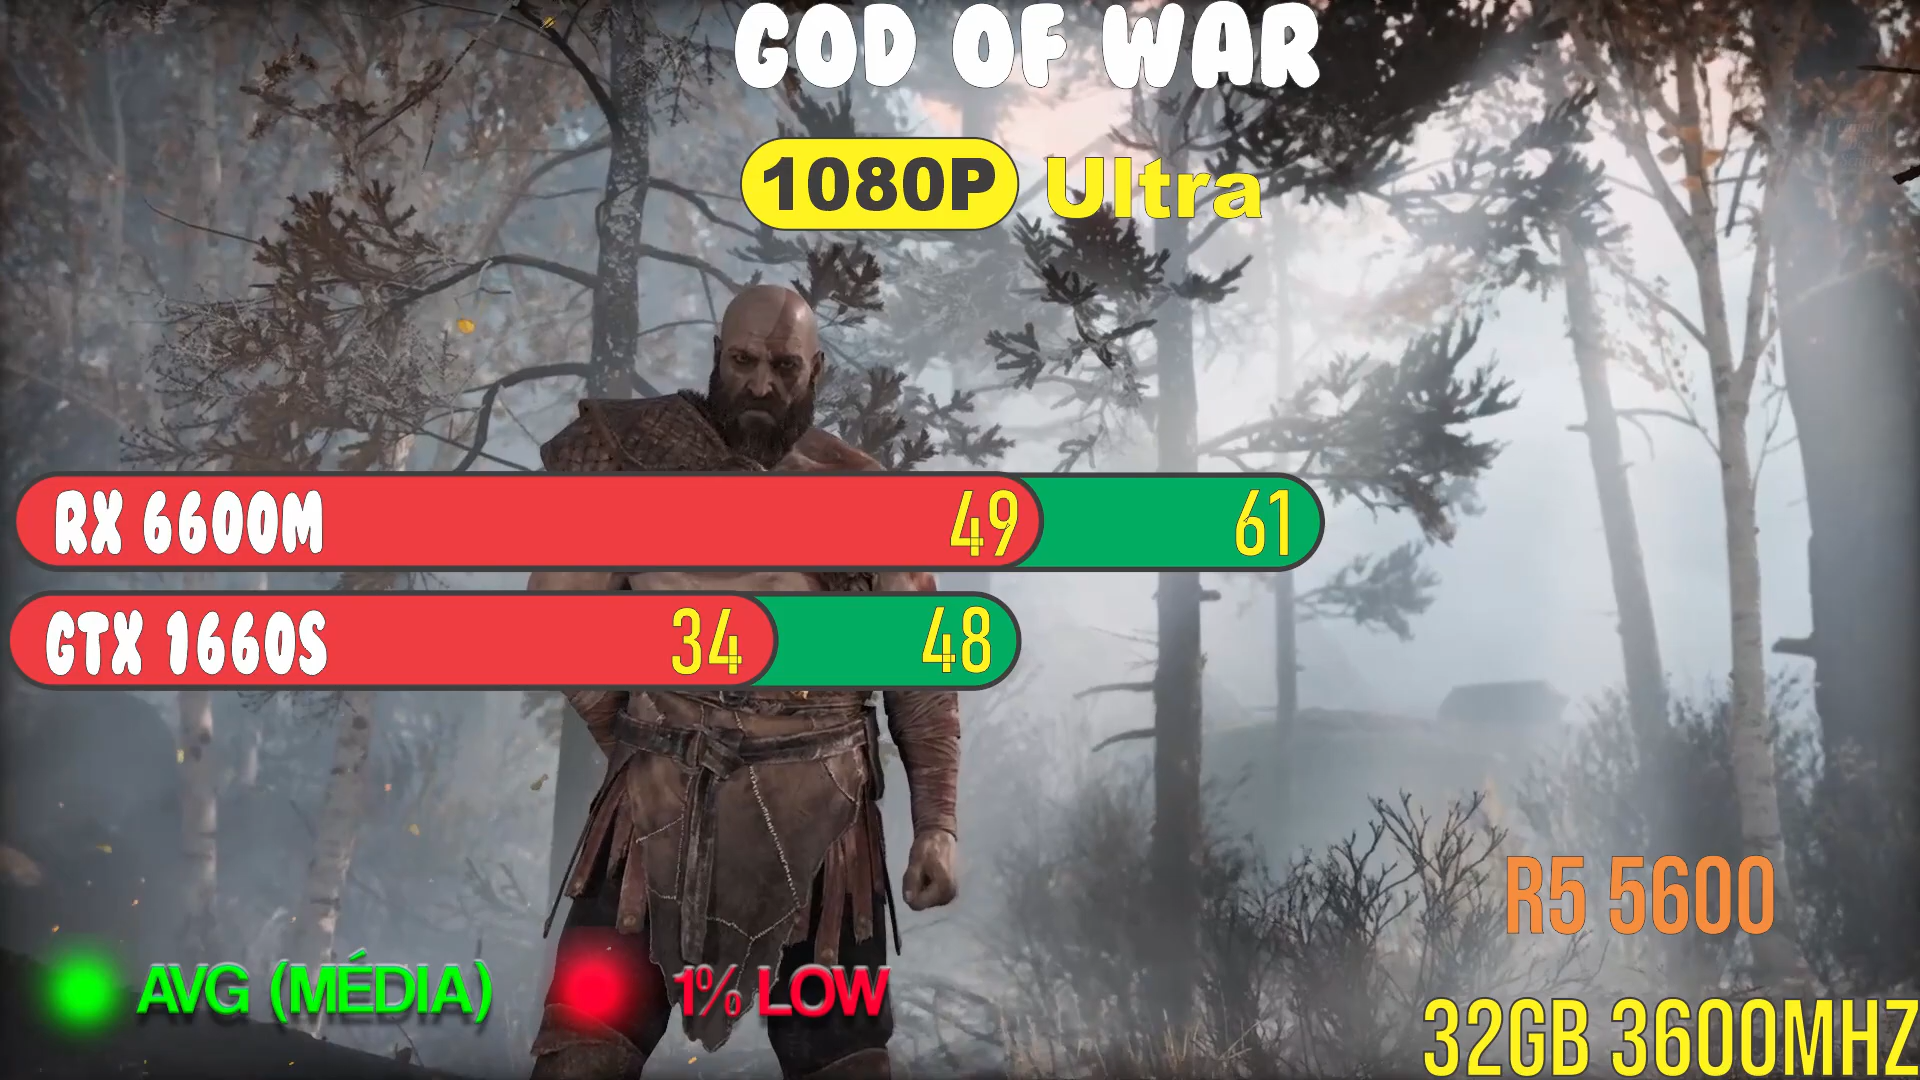 GOD OF WAR
1080P Ultra
RX 6600M 49 61
GTX 1660S 34 48
R5 5600
AVG (MÉDIA) 1% LOW
32GB 3600MHZ